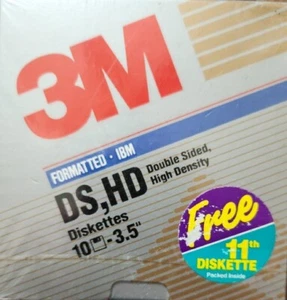 3M
FORMATTED · IBM
DS,HD Double Sided,
High Density
Diskettes
10 - 3.5"
Free
11th
DISKETTE
Packed Inside